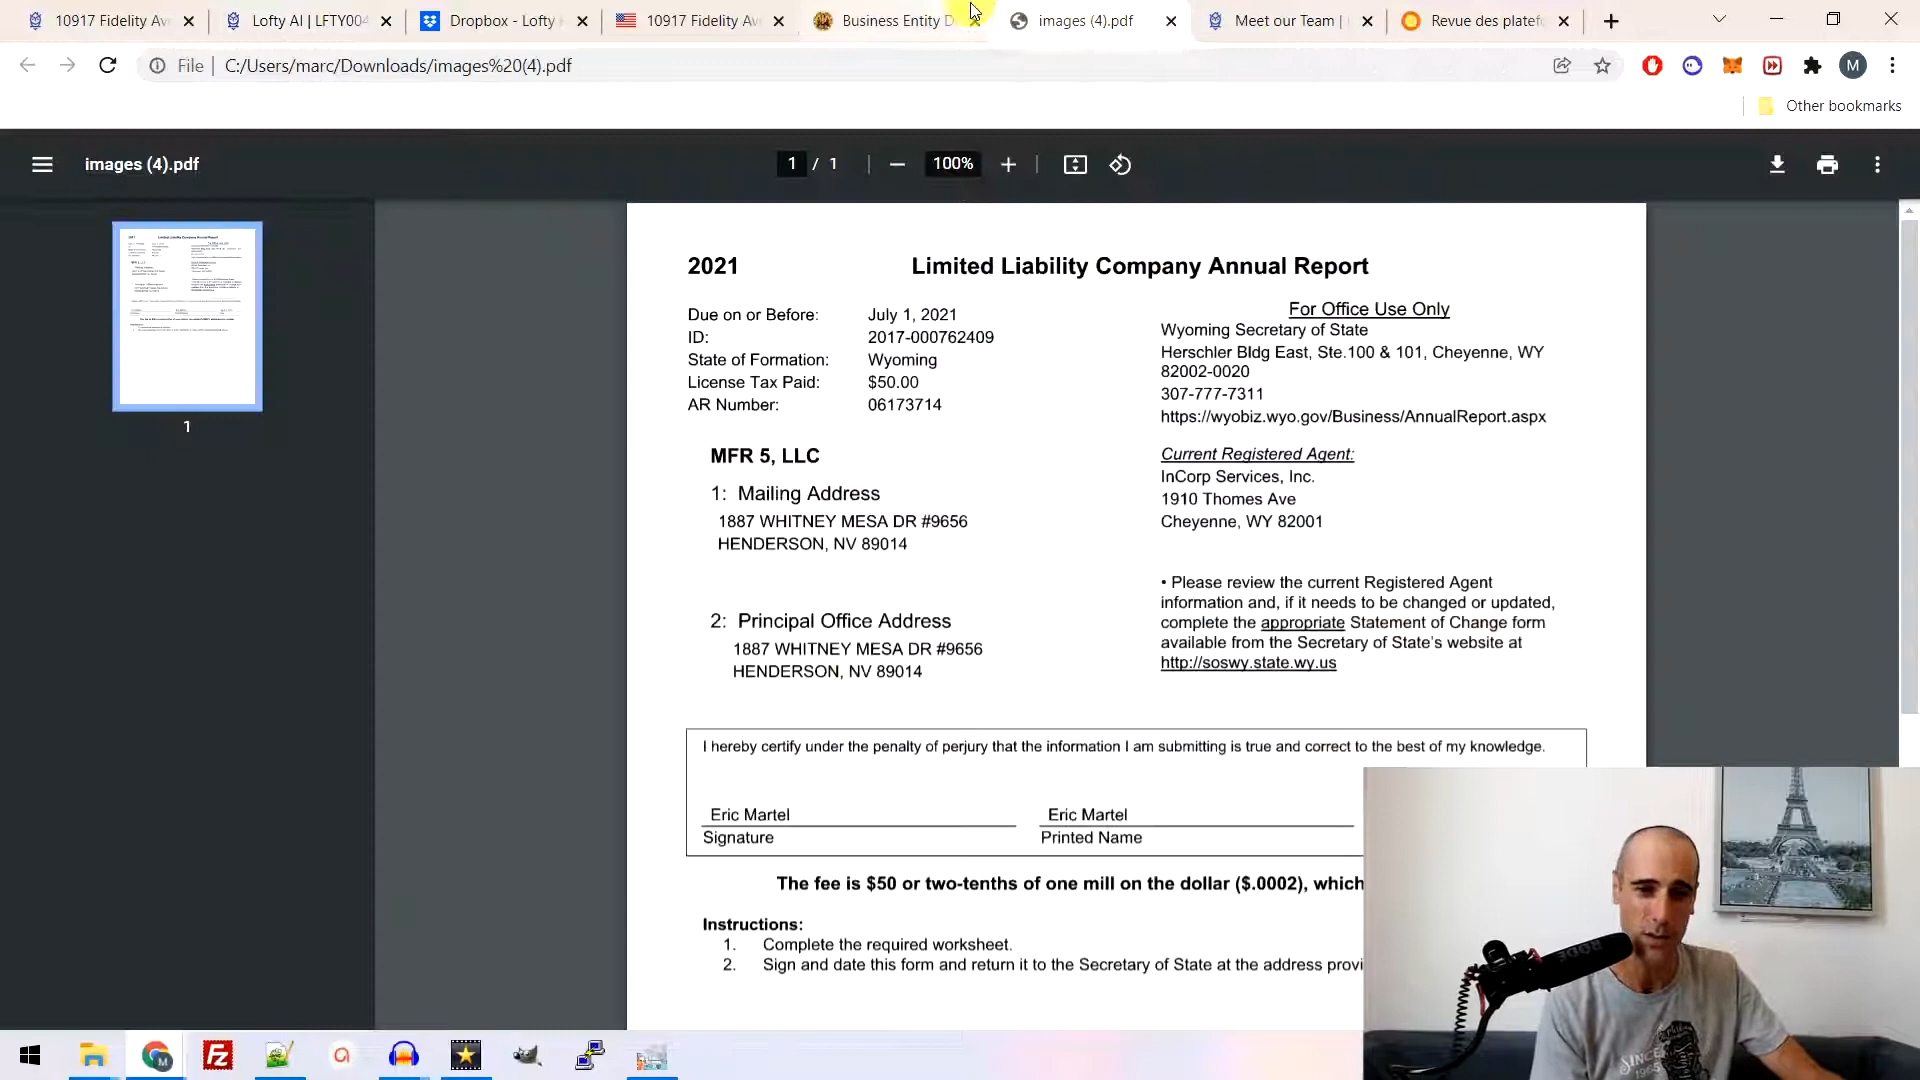 10917 Fidelity Av
Lofty AI | LFTY004
Dropbox - Lofty
10917 Fidelity Av
Business Entity D
images (4).pdf
Meet our Team |
Revue des platef
File | C:/Users/marc/Downloads/images%20(4).pdf
M
Other bookmarks
images (4).pdf
1 / 1
100%
1
2021
Limited Liability Company Annual Report
Due on or Before: July 1, 2021
ID: 2017-000762409
State of Formation: Wyoming
License Tax Paid: $50.00
AR Number: 06173714
For Office Use Only
Wyoming Secretary of State
Herschler Bldg East, Ste.100 & 101, Cheyenne, WY
82002-0020
307-777-7311
https://wyobiz.wyo.gov/Business/AnnualReport.aspx
MFR 5, LLC
1: Mailing Address
1887 WHITNEY MESA DR #9656
HENDERSON, NV 89014
Current Registered Agent:
InCorp Services, Inc.
1910 Thomes Ave
Cheyenne, WY 82001
2: Principal Office Address
1887 WHITNEY MESA DR #9656
HENDERSON, NV 89014
• Please review the current Registered Agent
information and, if it needs to be changed or updated,
complete the appropriate Statement of Change form
available from the Secretary of State's website at
http://soswy.state.wy.us
I hereby certify under the penalty of perjury that the information I am submitting is true and correct to the best of my knowledge.
Eric Martel
Signature
Eric Martel
Printed Name
The fee is $50 or two-tenths of one mill on the dollar ($.0002), which
Instructions:
1. Complete the required worksheet.
2. Sign and date this form and return it to the Secretary of State at the address provi
RODE
SINCE
1965